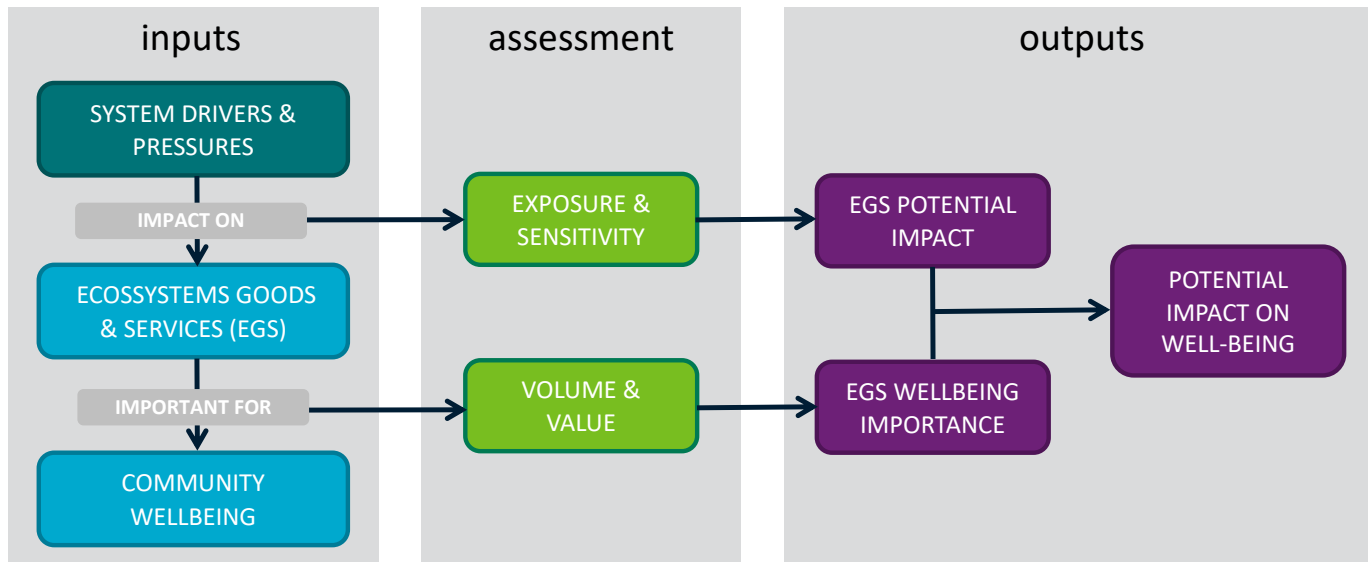 inputs
SYSTEM DRIVERS &
PRESSURES
IMPACT ON
ECOSSYSTEMS GOODS
& SERVICES (EGS)
IMPORTANT FOR
COMMUNITY
WELLBEING
assessment
EXPOSURE &
SENSITIVITY
VOLUME &
VALUE
outputs
EGS POTENTIAL
IMPACT
EGS WELLBEING
IMPORTANCE
POTENTIAL
IMPACT ON
WELL-BEING